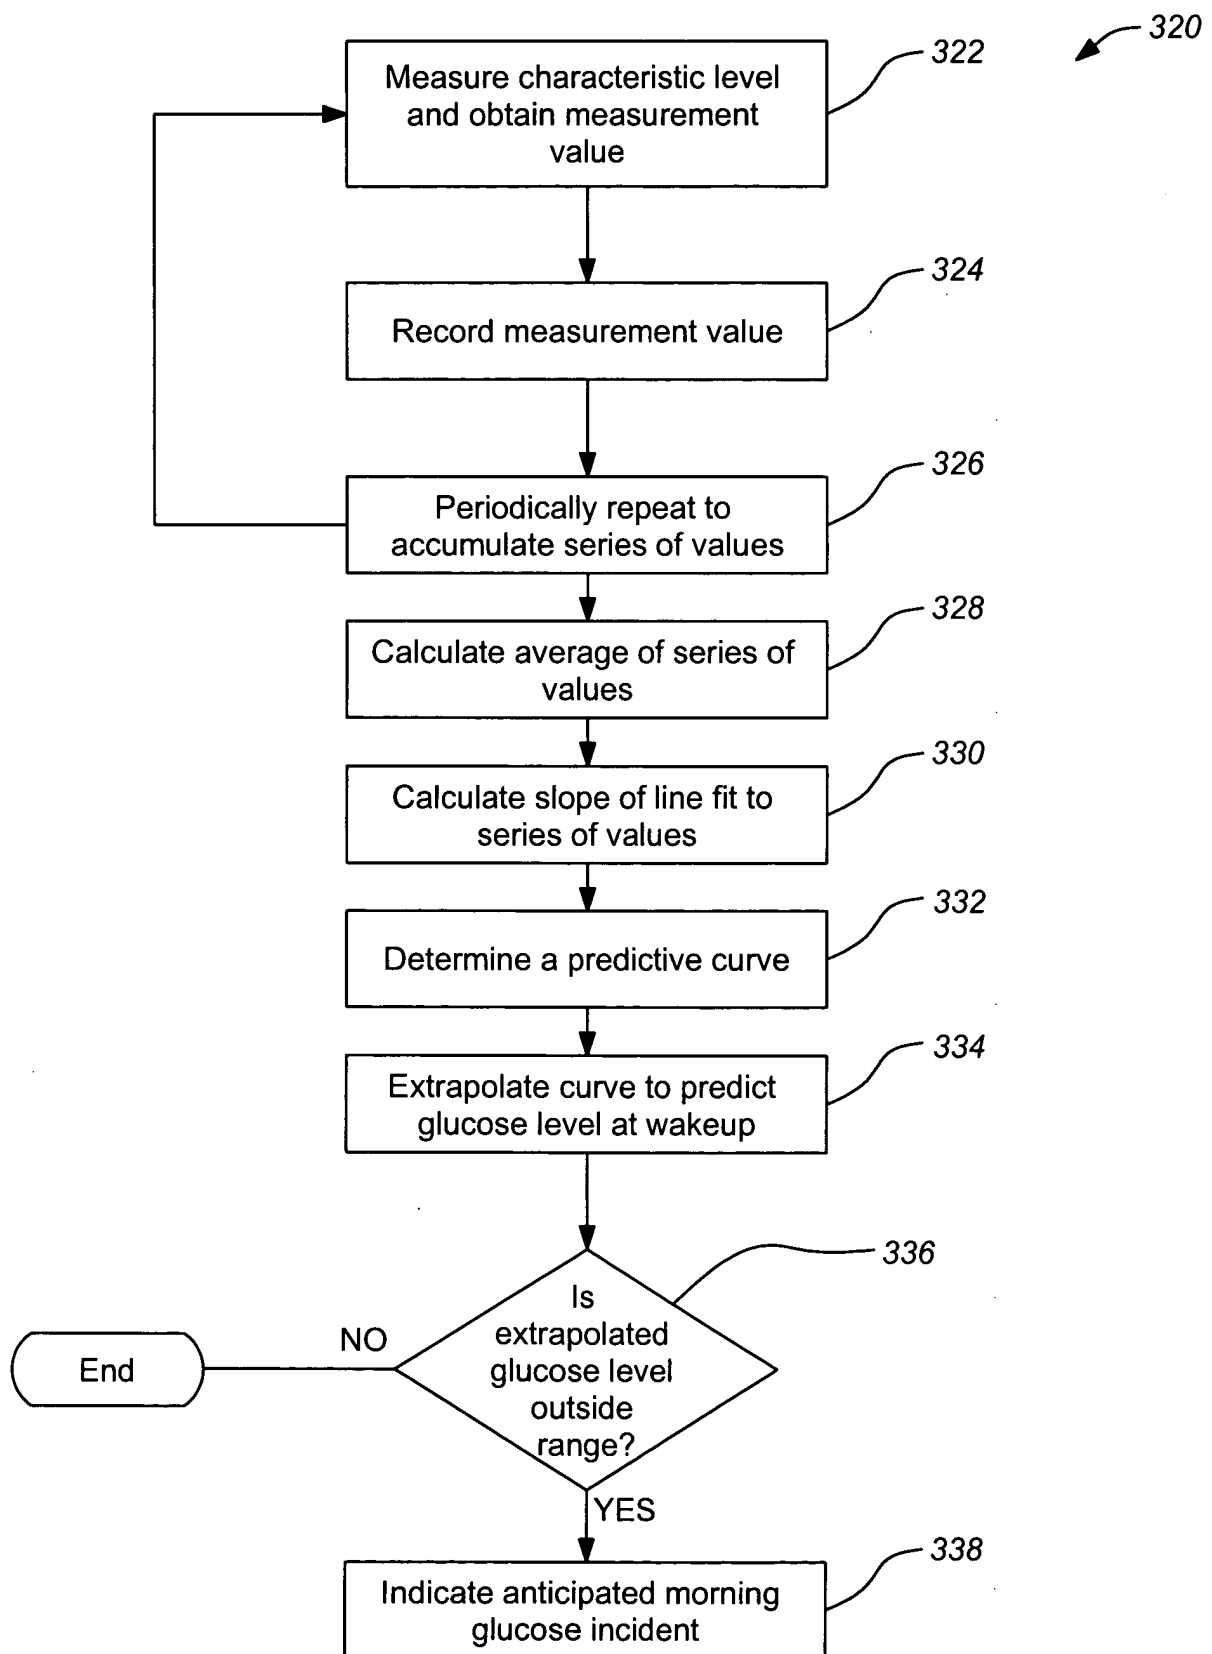 320
322
Measure characteristic level
and obtain measurement
value
324
Record measurement value
326
Periodically repeat to
accumulate series of values
328
Calculate average of series of
values
330
Calculate slope of line fit to
series of values
332
Determine a predictive curve
334
Extrapolate curve to predict
glucose level at wakeup
336
Is
extrapolated
glucose level
outside
range?
NO
End
YES
338
Indicate anticipated morning
glucose incident